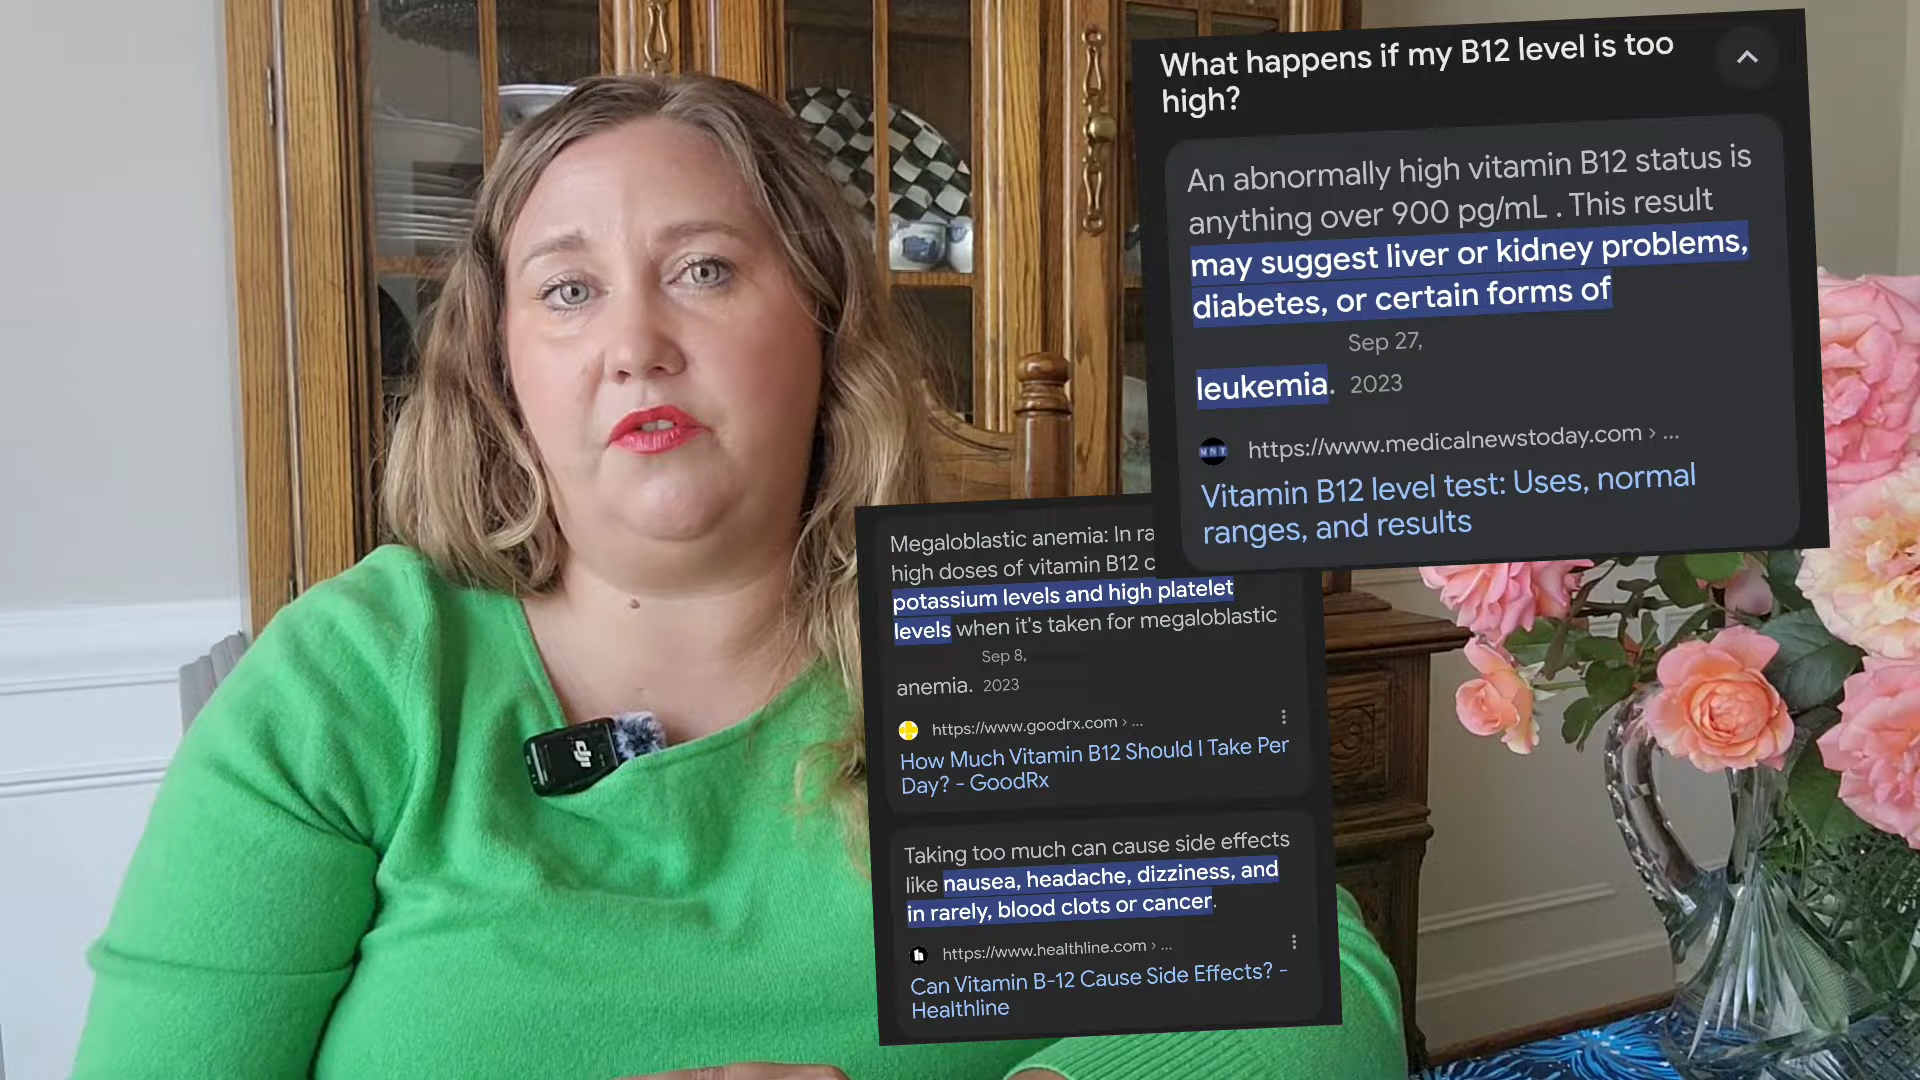 What happens if my B12 level is too
high?
An abnormally high vitamin B12 status is
anything over 900 pg/mL . This result
may suggest liver or kidney problems,
diabetes, or certain forms of
Sep 27,
leukemia. 2023
MNT https://www.medicalnewstoday.com › ...
Vitamin B12 level test: Uses, normal
ranges, and results
Megaloblastic anemia: In ra
high doses of vitamin B12 c
potassium levels and high platelet
levels when it's taken for megaloblastic
Sep 8,
anemia. 2023
https://www.goodrx.com › ...
How Much Vitamin B12 Should I Take Per
Day? - GoodRx
Taking too much can cause side effects
like nausea, headache, dizziness, and
in rarely, blood clots or cancer.
h https://www.healthline.com › ...
Can Vitamin B-12 Cause Side Effects? -
Healthline
dji